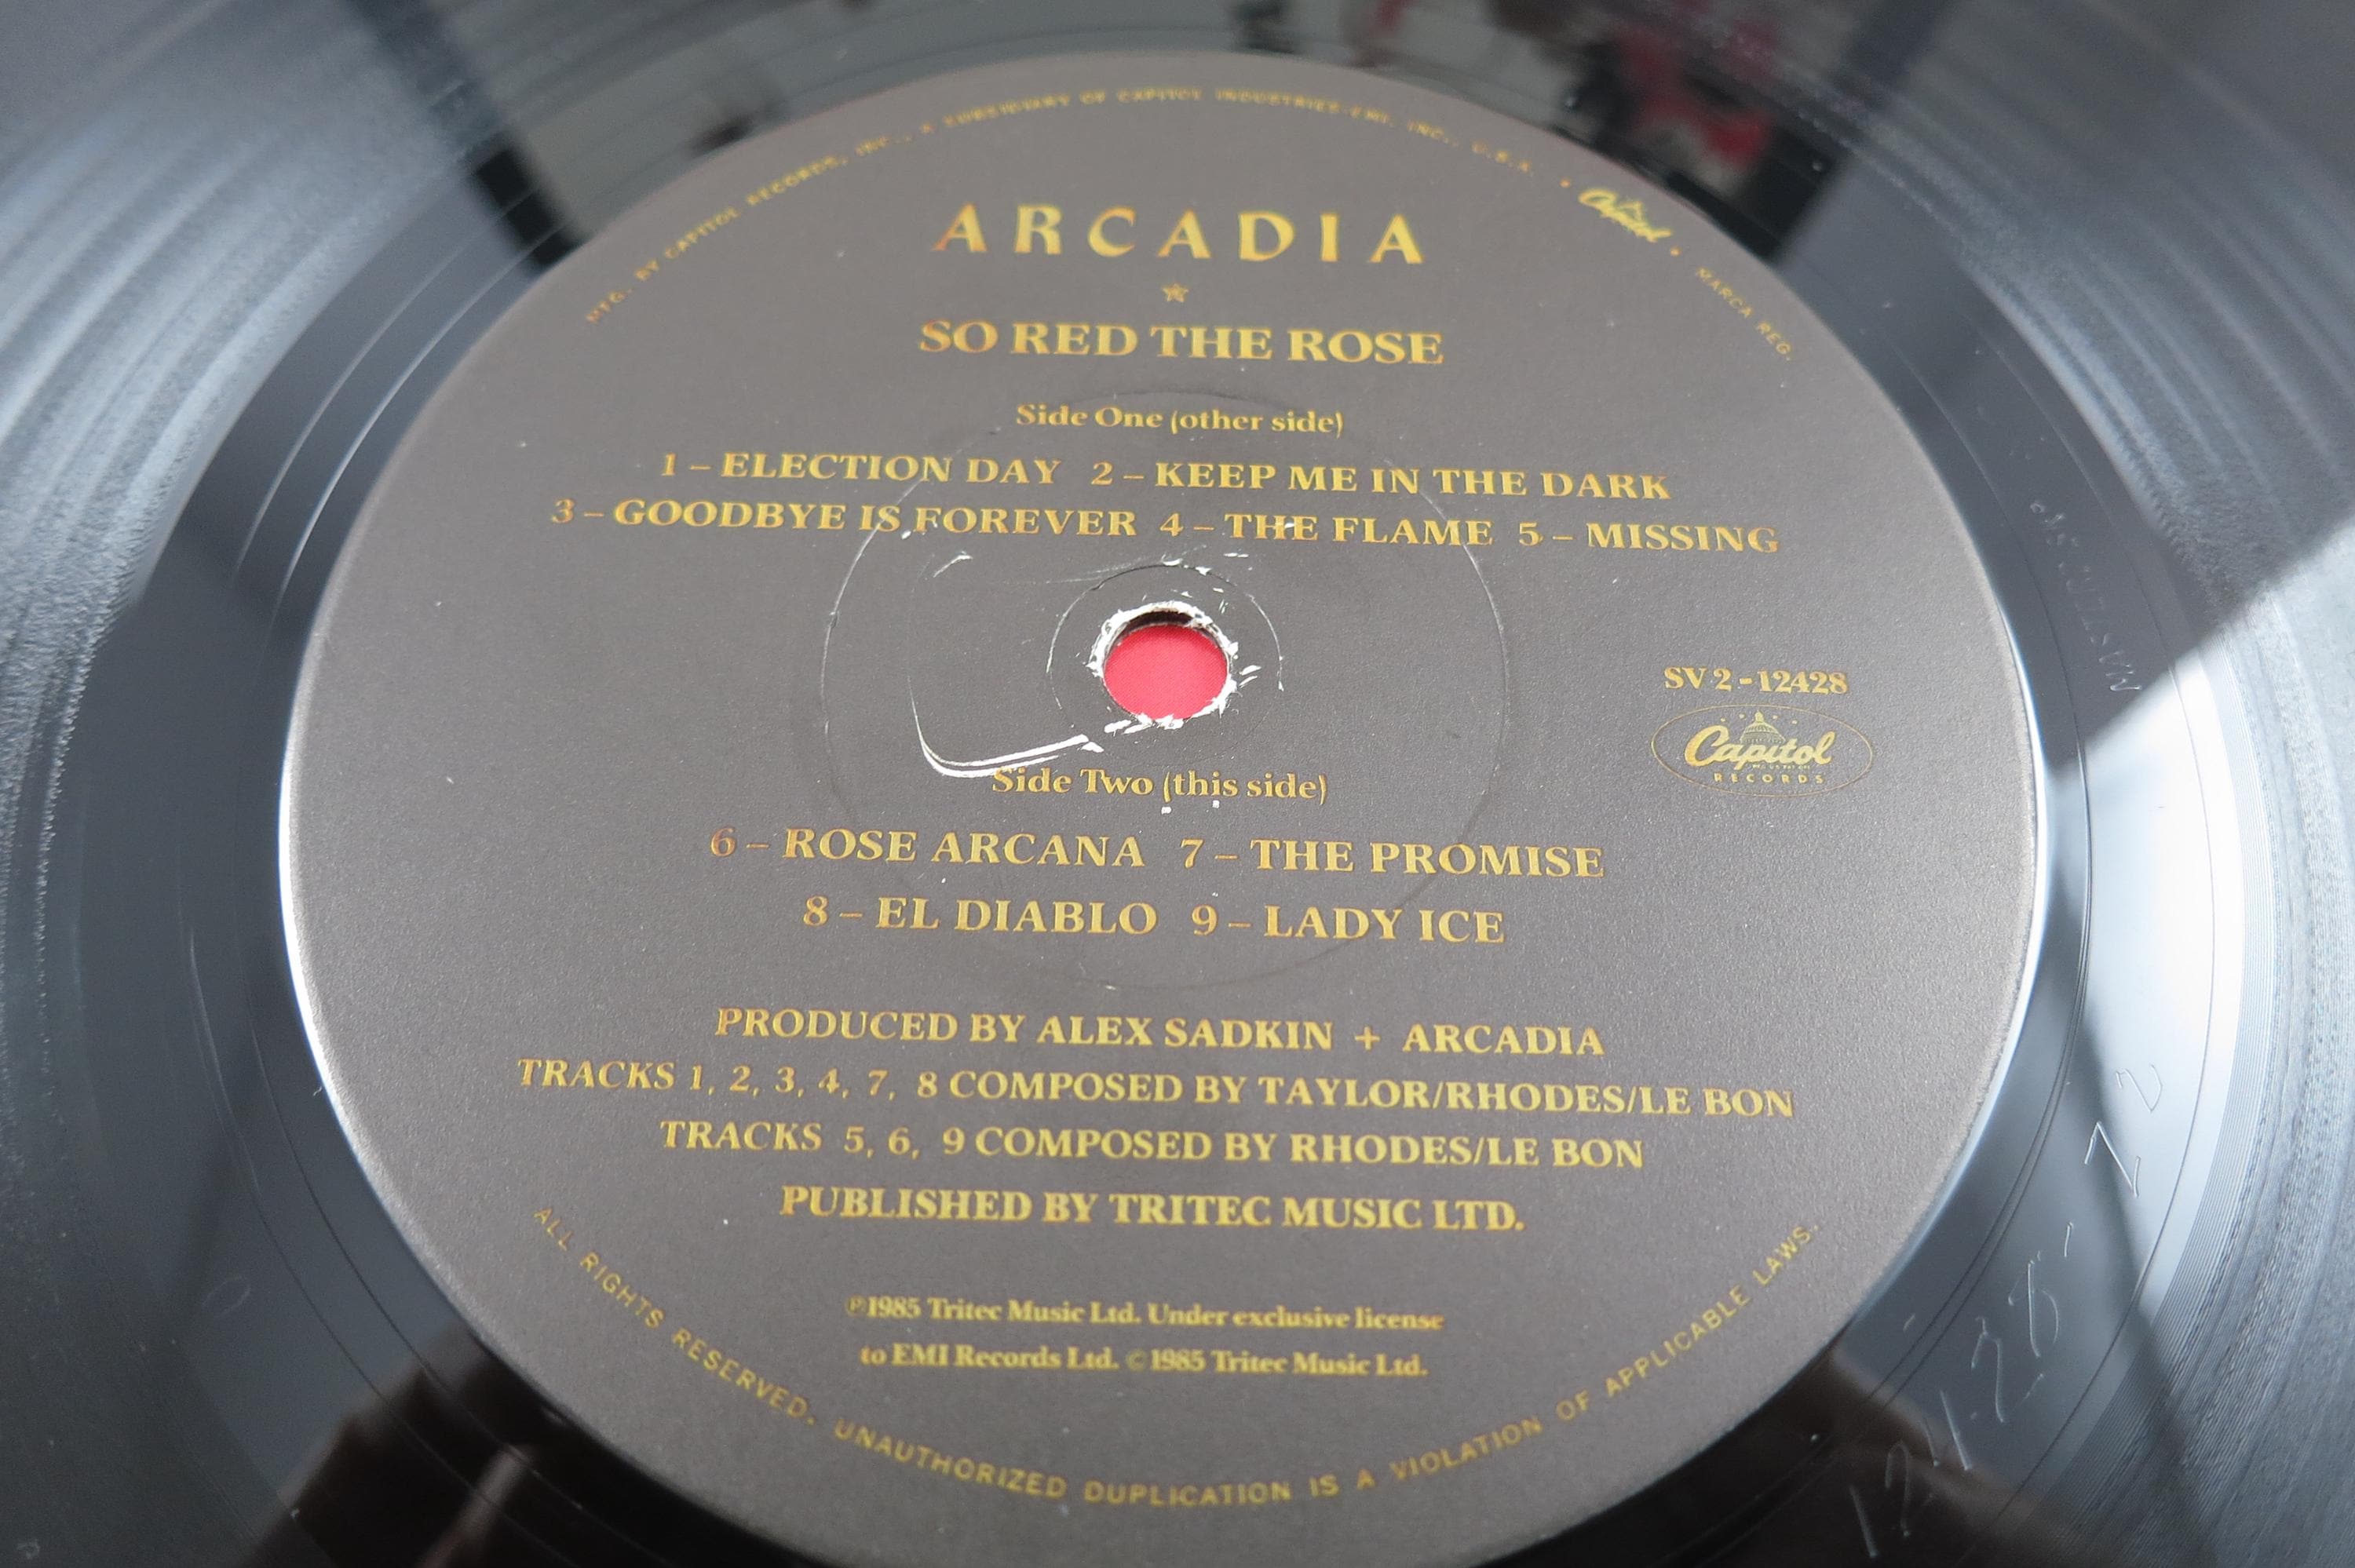 MFG. BY CAPITOL RECORDS, INC., A SUBSIDIARY OF CAPITOL INDUSTRIES-EMI, INC., U.S.A. • Capitol • MARCA REG.
ARCADIA
SO RED THE ROSE
Side One (other side)
1 – ELECTION DAY 2 – KEEP ME IN THE DARK
3 – GOODBYE IS FOREVER 4 – THE FLAME 5 – MISSING
SV 2 - 12428
Capitol
RECORDS
Side Two (this side)
6 – ROSE ARCANA 7 – THE PROMISE
8 – EL DIABLO 9 – LADY ICE
PRODUCED BY ALEX SADKIN + ARCADIA
TRACKS 1, 2, 3, 4, 7, 8 COMPOSED BY TAYLOR/RHODES/LE BON
TRACKS 5, 6, 9 COMPOSED BY RHODES/LE BON
PUBLISHED BY TRITEC MUSIC LTD.
℗1985 Tritec Music Ltd. Under exclusive license
to EMI Records Ltd. ©1985 Tritec Music Ltd.
ALL RIGHTS RESERVED. UNAUTHORIZED DUPLICATION IS A VIOLATION OF APPLICABLE LAWS.